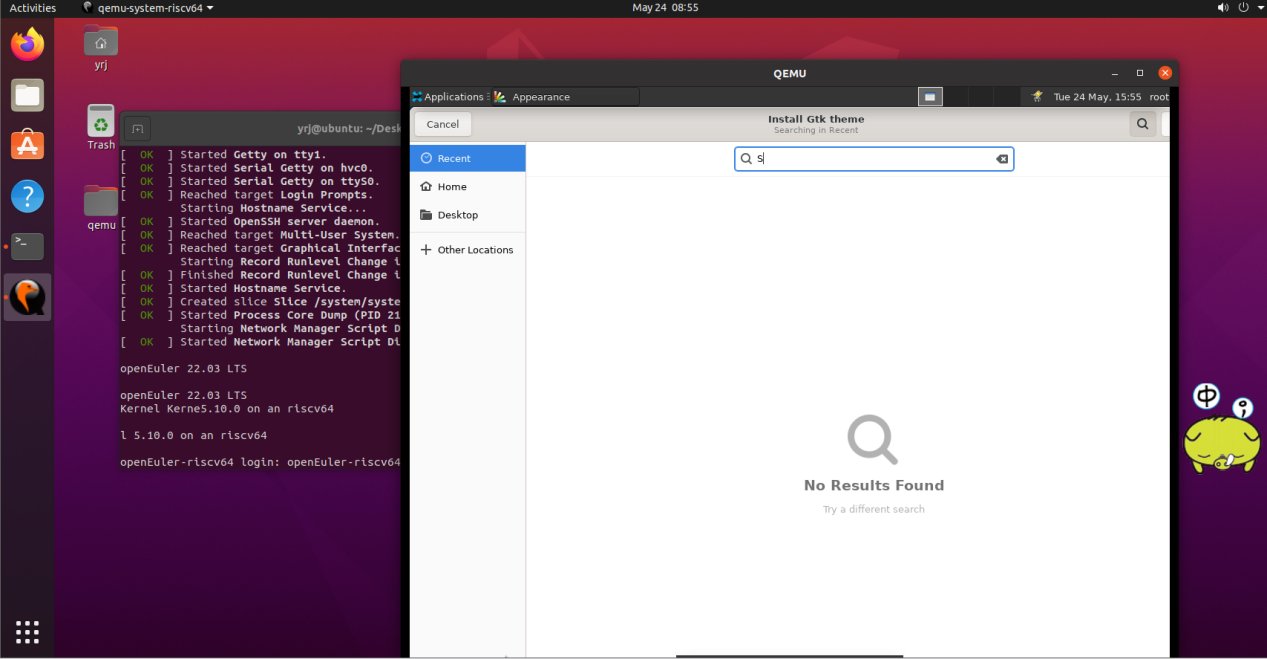 Activities
qemu-system-riscv64
May 24 08:55
yrj
Trash
qemu
yrj@ubuntu: ~/Desk
[ OK ] Started Getty on tty1.
[ OK ] Started Serial Getty on hvc0.
[ OK ] Started Serial Getty on ttyS0.
[ OK ] Reached target Login Prompts.
Starting Hostname Service...
[ OK ] Started OpenSSH server daemon.
[ OK ] Reached target Multi-User System.
[ OK ] Reached target Graphical Interfac
Starting Record Runlevel Change i
[ OK ] Finished Record Runlevel Change i
[ OK ] Started Hostname Service.
[ OK ] Created slice Slice /system/syste
[ OK ] Started Process Core Dump (PID 21
Starting Network Manager Script D
[ OK ] Started Network Manager Script Di
openEuler 22.03 LTS
openEuler 22.03 LTS
Kernel Kerne5.10.0 on an riscv64
l 5.10.0 on an riscv64
openEuler-riscv64 login: openEuler-riscv64
QEMU
Applications
Appearance
Tue 24 May, 15:55 root
Cancel
Install Gtk theme
Searching in Recent
Recent
Home
Desktop
Other Locations
S
No Results Found
Try a different search
中
;